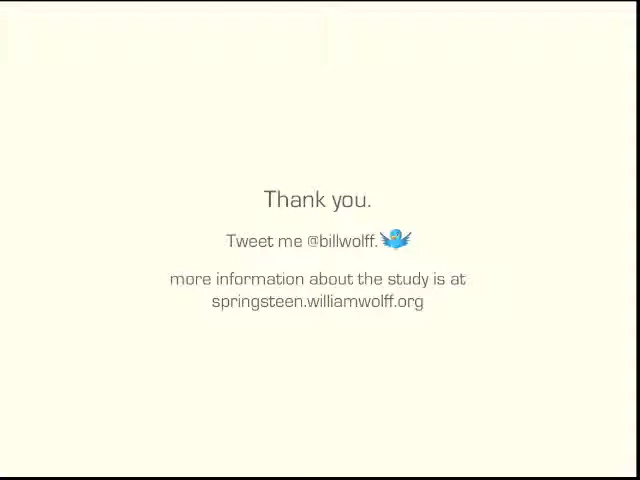 Thank you.
Tweet me @billwolff.
more information about the study is at
springsteen.williamwolff.org